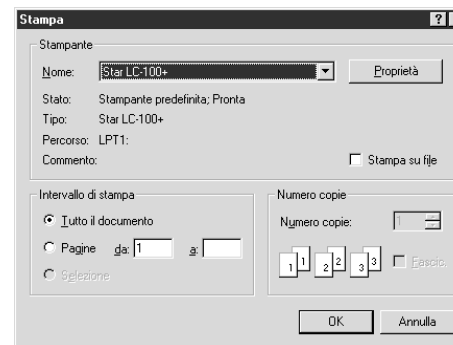 Stampa ?
Stampante
Nome: Star LC-100+ Proprietà
Stato: Stampante predefinita; Pronta
Tipo: Star LC-100+
Percorso: LPT1:
Commento: Stampa su file
Intervallo di stampa
Tutto il documento
Pagine da: 1 a:
Selezione
Numero copie
Numero copie: 1
1 1 2 2 3 3 Fascic.
OK Annulla